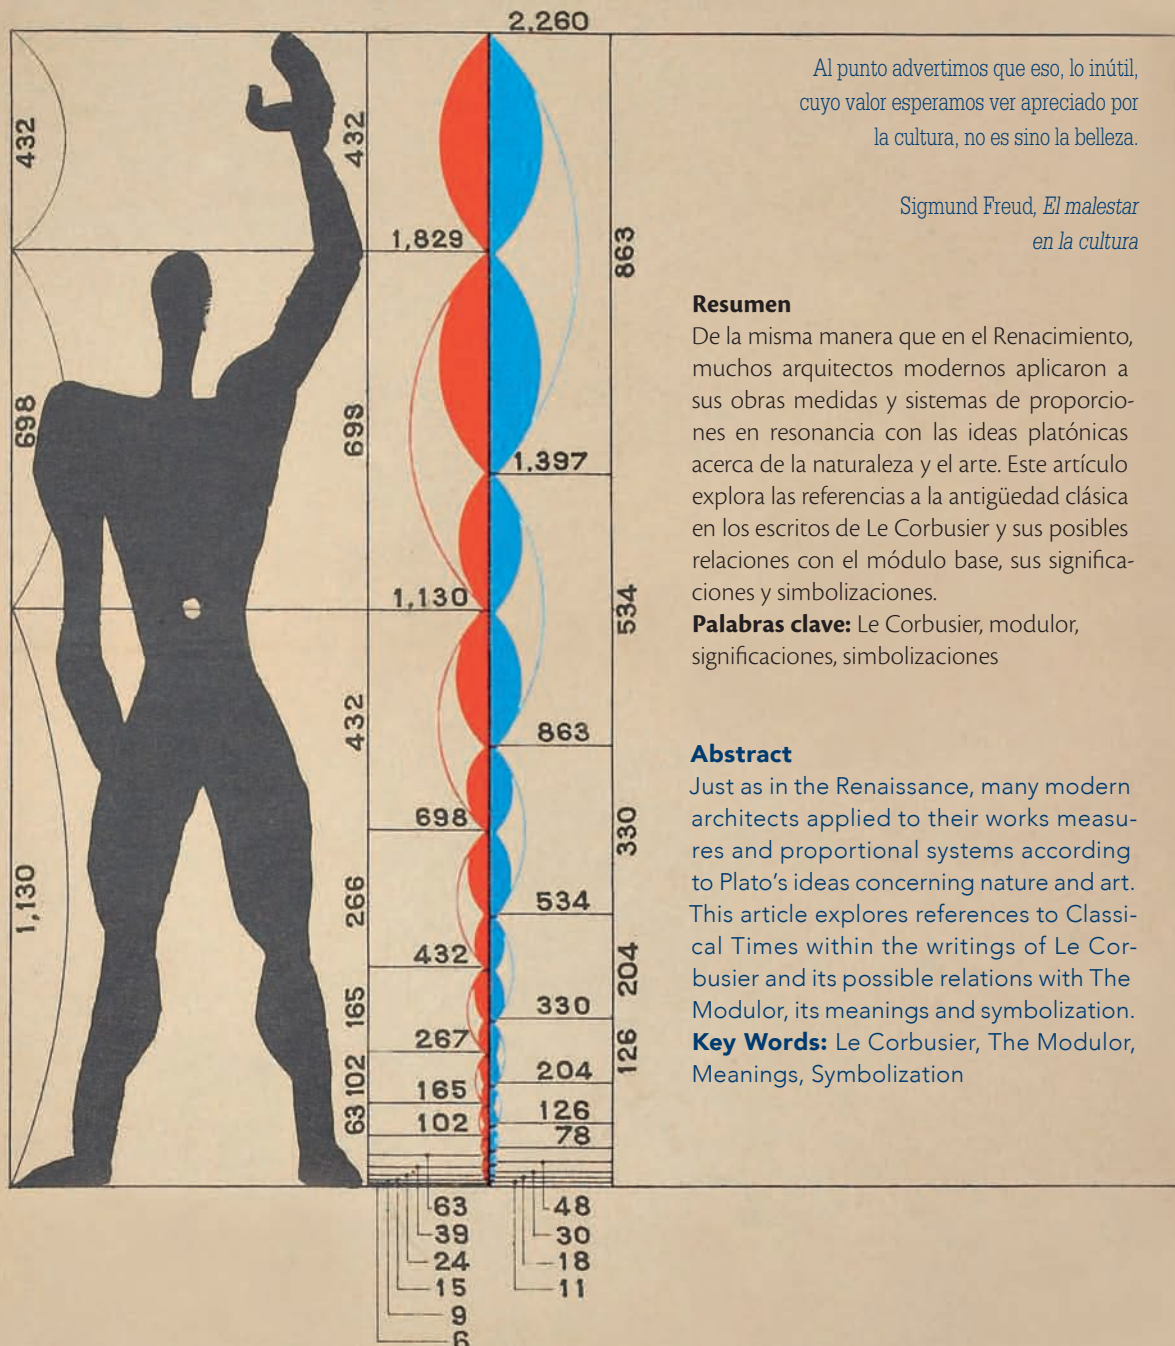 2,260
Al punto advertimos que eso, lo inútil,
cuyo valor esperamos ver apreciado por
la cultura, no es sino la belleza.
Sigmund Freud, El malestar
en la cultura
Resumen
De la misma manera que en el Renacimiento,
muchos arquitectos modernos aplicaron a
sus obras medidas y sistemas de proporcio-
nes en resonancia con las ideas platónicas
acerca de la naturaleza y el arte. Este artículo
explora las referencias a la antigüedad clásica
en los escritos de Le Corbusier y sus posibles
relaciones con el módulo base, sus significa-
ciones y simbolizaciones.
Palabras clave: Le Corbusier, modulor,
significaciones, simbolizaciones
Abstract
Just as in the Renaissance, many modern
architects applied to their works measu-
res and proportional systems according
to Plato's ideas concerning nature and art.
This article explores references to Classi-
cal Times within the writings of Le Cor-
busier and its possible relations with The
Modulor, its meanings and symbolization.
Key Words: Le Corbusier, The Modulor,
Meanings, Symbolization
432
698
1,130
432
698
432
266
165
102
63
1,829
1,130
698
432
267
165
102
63
39
24
15
9
6
1,397
863
534
330
204
126
78
48
30
18
11
863
534
330
204
126